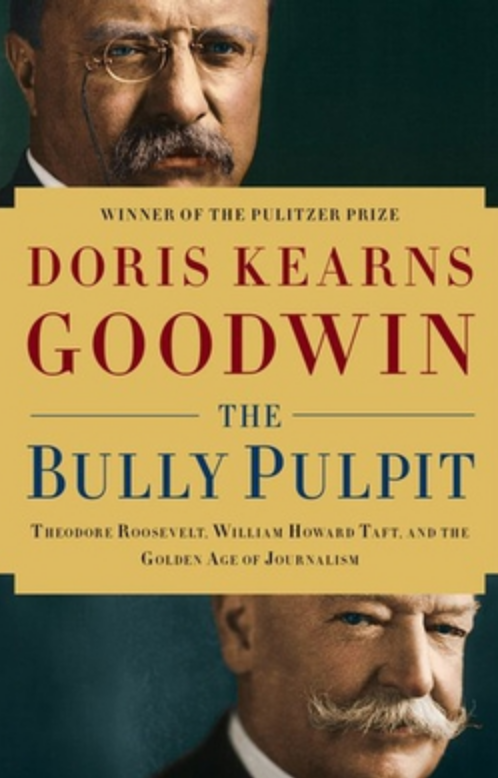 WINNER OF THE PULITZER PRIZE
DORIS KEARNS
GOODWIN
THE
BULLY PULPIT
THEODORE ROOSEVELT, WILLIAM HOWARD TAFT, AND THE
GOLDEN AGE OF JOURNALISM